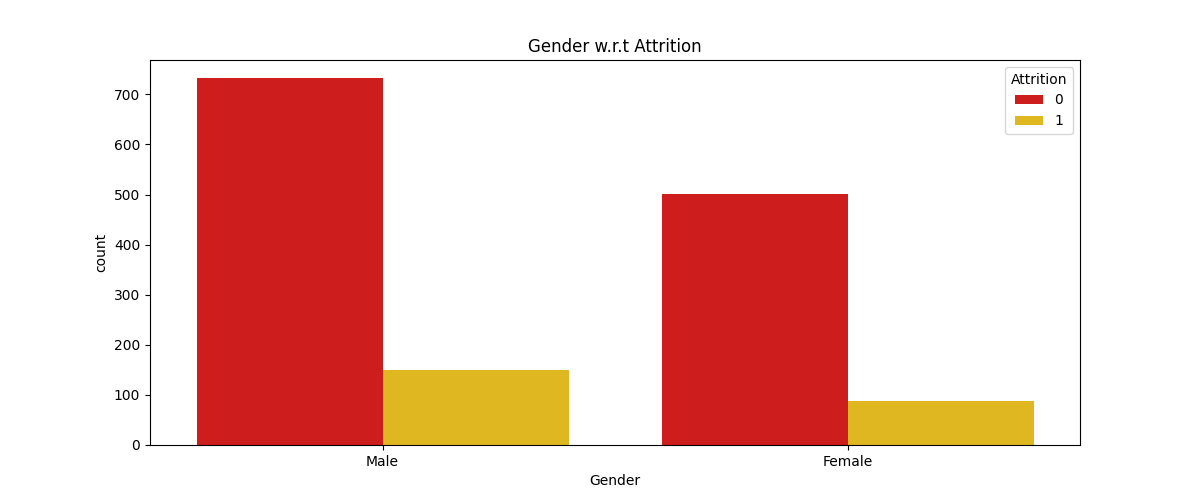 Gender w.r.t Attrition
Attrition
0
1
700
600
500
400
300
200
100
0
count
Male
Female
Gender